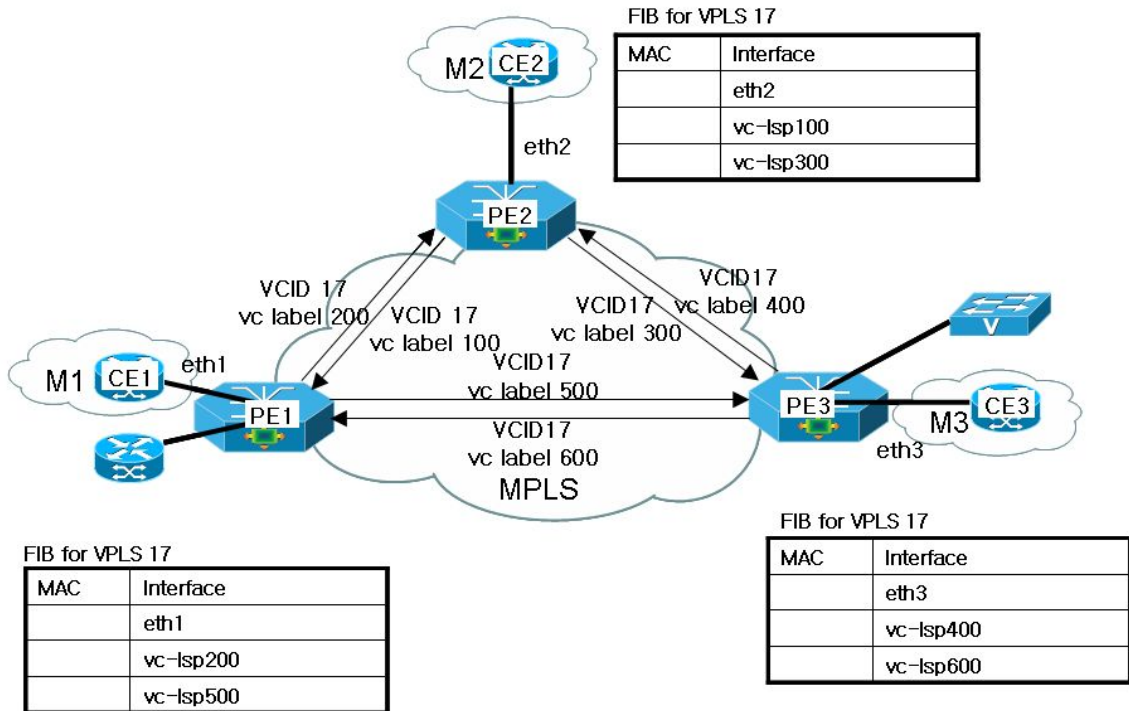 FIB for VPLS 17
MAC Interface
eth2
vc-lsp100
vc-lsp300
M2
CE2
eth2
PE2
VCID 17
vc label 200
VCID 17
vc label 100
VCID17
vc label 300
VCID17
vc label 400
V
M1
CE1
eth1
PE1
VCID17
vc label 500
VCID17
vc label 600
PE3
CE3
M3
eth3
MPLS
FIB for VPLS 17
MAC Interface
eth1
vc-lsp200
vc-lsp500
FIB for VPLS 17
MAC Interface
eth3
vc-lsp400
vc-lsp600